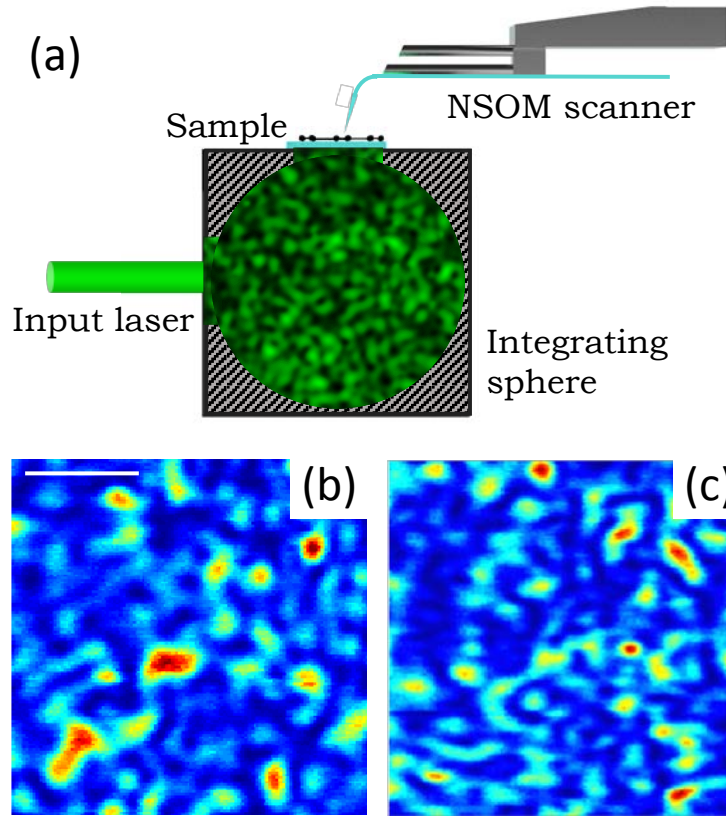 (a)
NSOM scanner
Sample
Input laser
Integrating
sphere
(b)
(c)